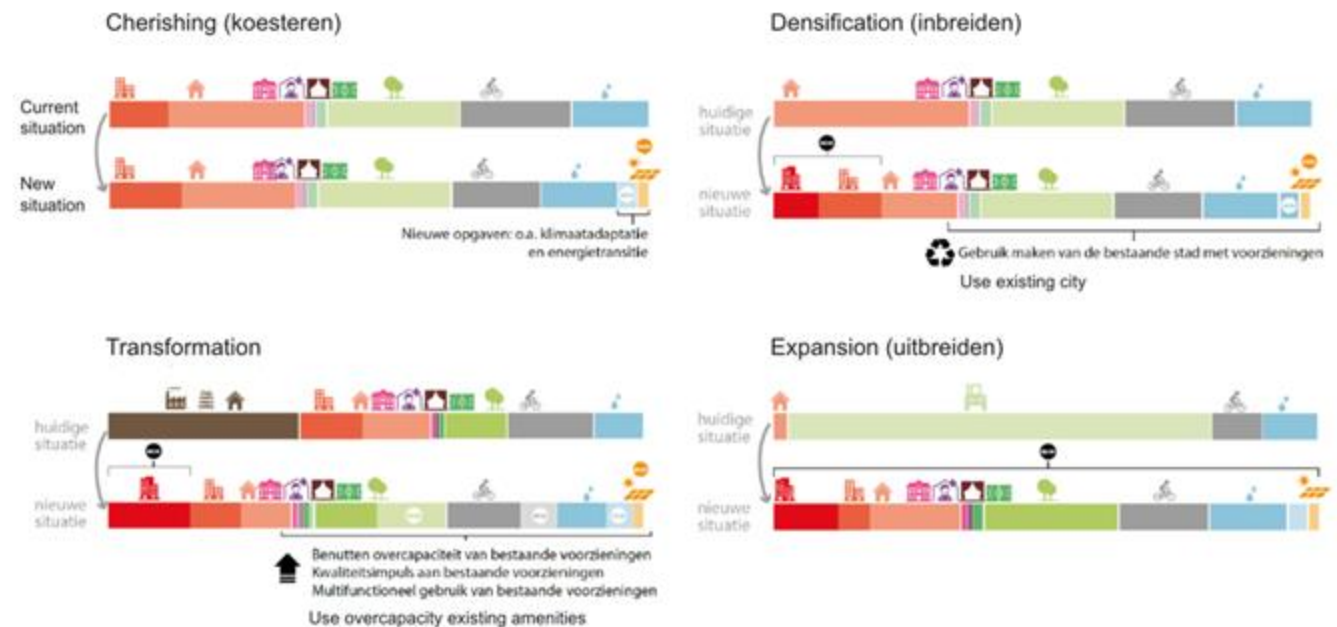 Cherishing (koesteren)
Current
situation
New
situation
Nieuwe opgaven: o.a. klimaatadaptatie
en energietransitie
Densification (inbreiden)
huidige
situatie
nieuwe
situatie
Gebruik maken van de bestaande stad met voorzieningen
Use existing city
Transformation
huidige
situatie
nieuwe
situatie
Benutten overcapaciteit van bestaande voorzieningen
Kwaliteitsimpuls aan bestaande voorzieningen
Multifunctioneel gebruik van bestaande voorzieningen
Use overcapacity existing amenities
Expansion (uitbreiden)
huidige
situatie
nieuwe
situatie